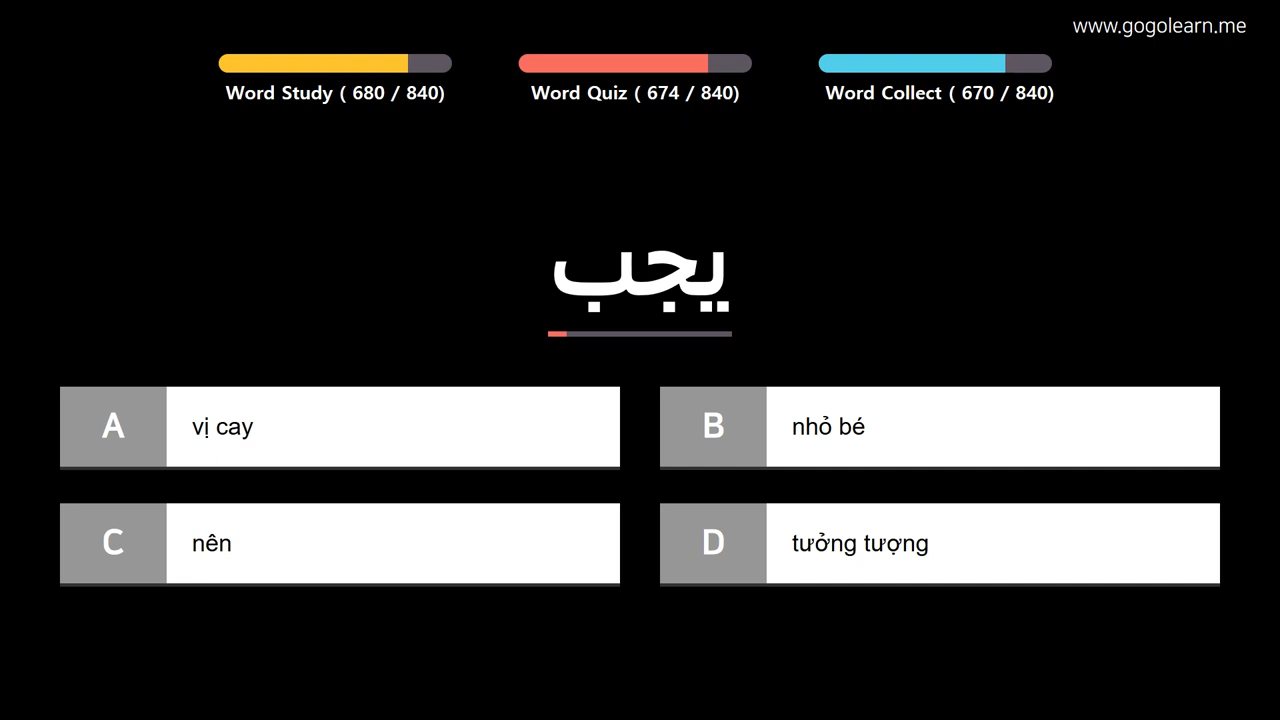 www.gogolearn.me
Word Study ( 680 / 840)
Word Quiz ( 674 / 840)
Word Collect ( 670 / 840)
يجب
A
vị cay
B
nhỏ bé
C
nên
D
tưởng tượng